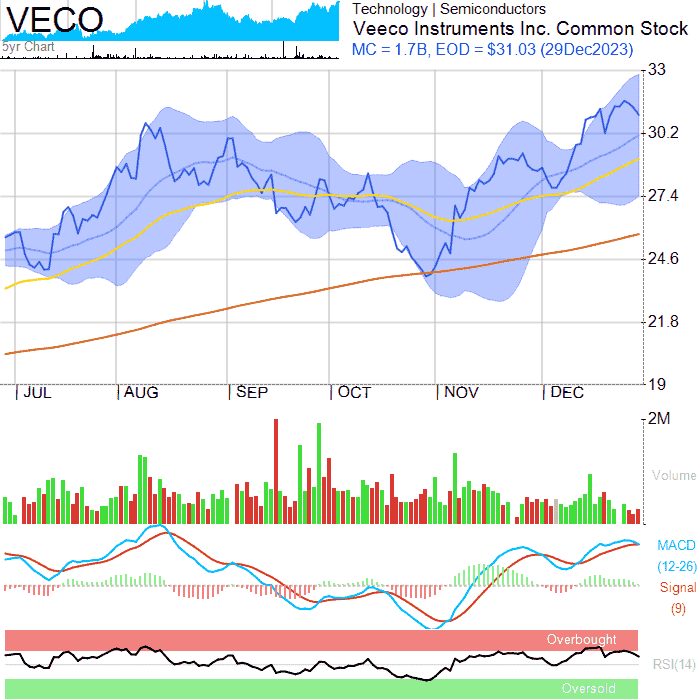 VECO
5yr Chart
Technology | Semiconductors
Veeco Instruments Inc. Common Stock
MC = 1.7B, EOD = $31.03 (29Dec2023)
33
30.2
27.4
24.6
21.8
19
JUL AUG SEP OCT NOV DEC
2M
Volume
MACD
(12-26)
Signal
(9)
Overbought
RSI(14)
Oversold